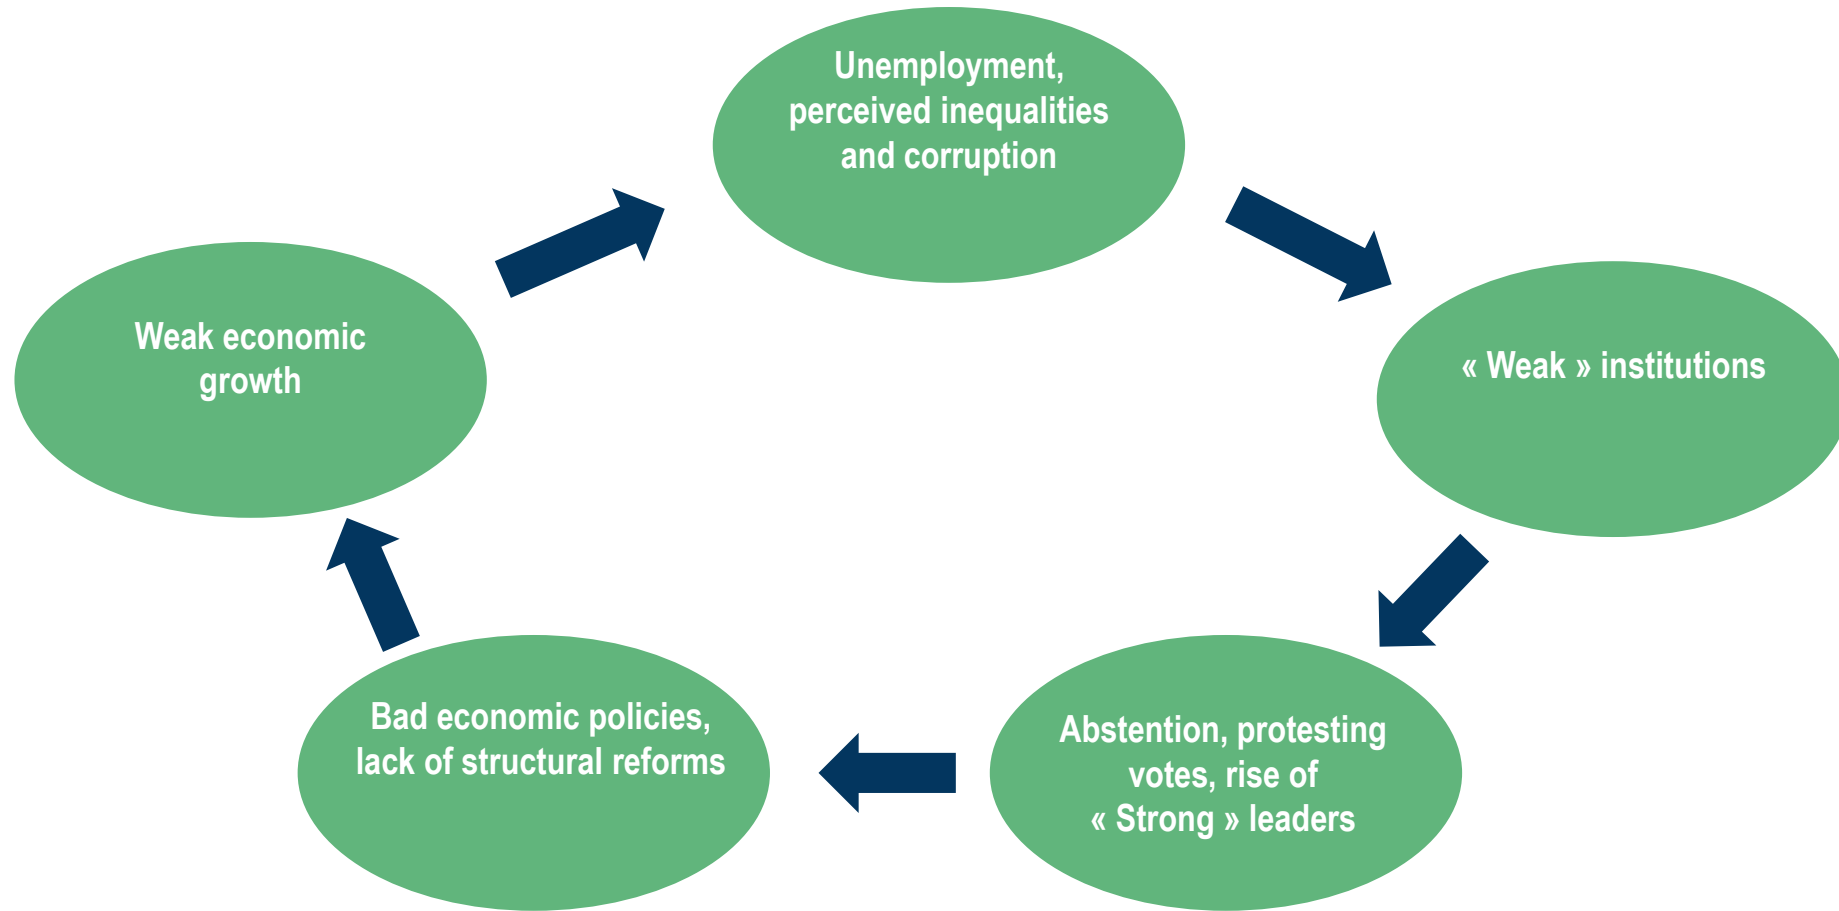 Unemployment,
perceived inequalities
and corruption
Weak economic
growth
« Weak » institutions
Bad economic policies,
lack of structural reforms
Abstention, protesting
votes, rise of
« Strong » leaders